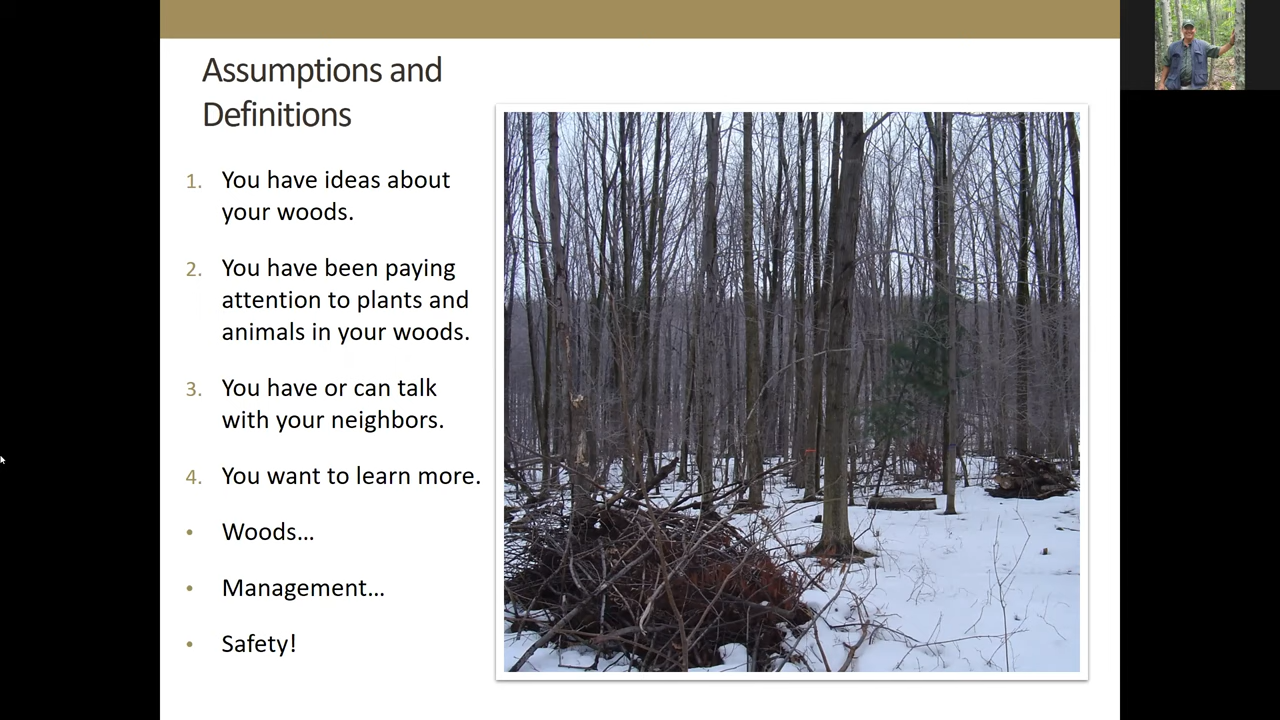 Assumptions and
Definitions
1. You have ideas about
your woods.
2. You have been paying
attention to plants and
animals in your woods.
3. You have or can talk
with your neighbors.
4. You want to learn more.
• Woods...
• Management...
• Safety!